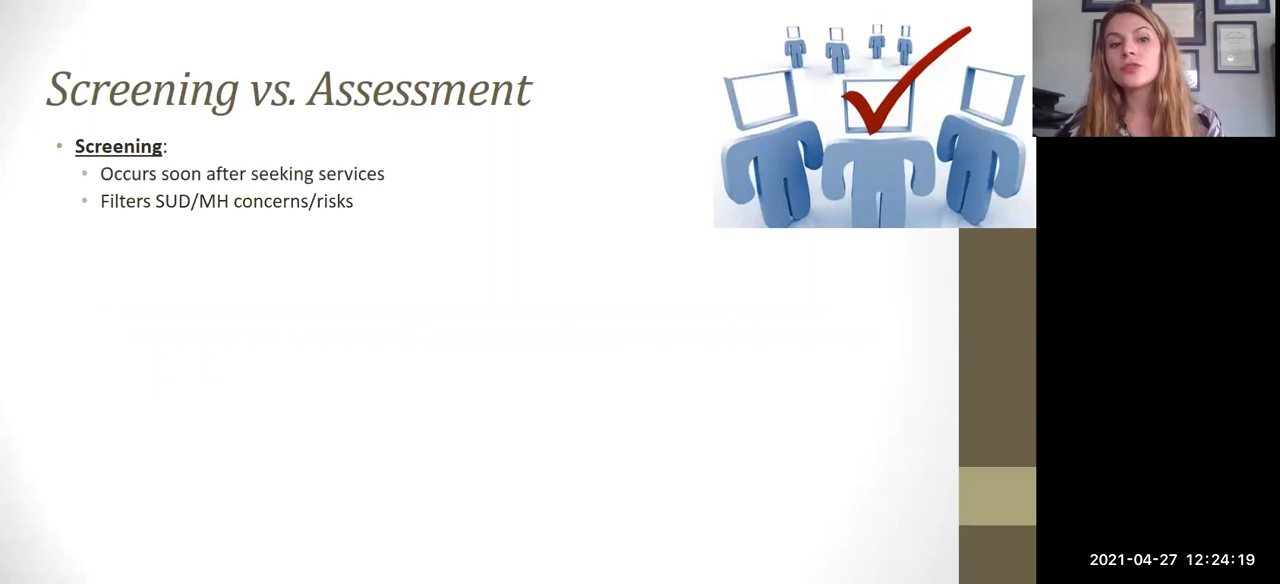 Screening vs. Assessment
• Screening:
• Occurs soon after seeking services
• Filters SUD/MH concerns/risks
2021-04-27 12:24:19